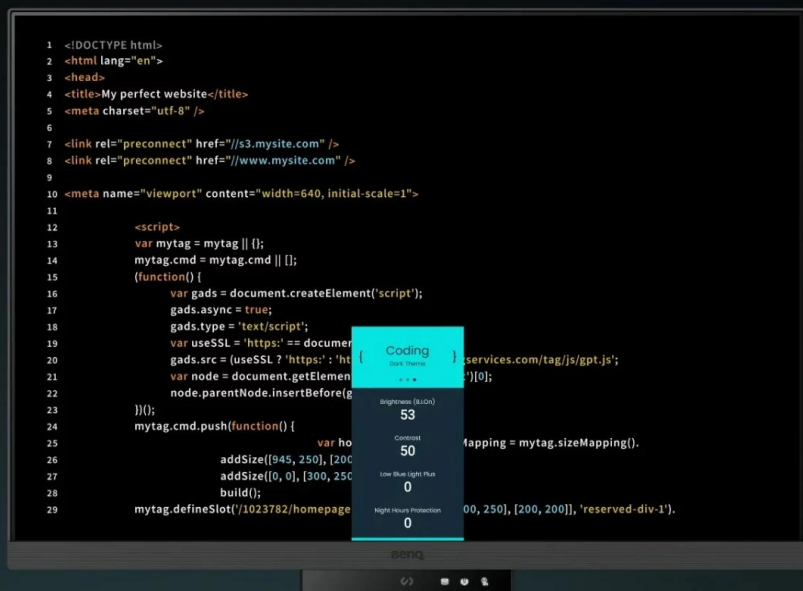 1 <!DOCTYPE html>
2 <html lang="en">
3 <head>
4 <title>My perfect website</title>
5 <meta charset="utf-8" />
6
7 <link rel="preconnect" href="//s3.mysite.com" />
8 <link rel="preconnect" href="//www.mysite.com" />
9
10 <meta name="viewport" content="width=640, initial-scale=1">
11
12 <script>
13 var mytag = mytag || {};
14 mytag.cmd = mytag.cmd || [];
15 (function() {
16 var gads = document.createElement('script');
17 gads.async = true;
18 gads.type = 'text/script';
19 var useSSL = 'https:' == documen
20 gads.src = (useSSL ? 'https:' : 'ht services.com/tag/js/gpt.js';
21 var node = document.getElemen ')[0];
22 node.parentNode.insertBefore(g
23 })();
24 mytag.cmd.push(function() {
25 var ho Mapping = mytag.sizeMapping().
26 addSize([945, 250], [200
27 addSize([0, 0], [300, 250
28 build();
29 mytag.defineSlot('/1023782/homepage 00, 250], [200, 200]], 'reserved-div-1').
{ Coding }
Dark Theme
Brightness (B.I.On)
53
Contrast
50
Low Blue Light Plus
0
Night Hours Protection
0
BenQ